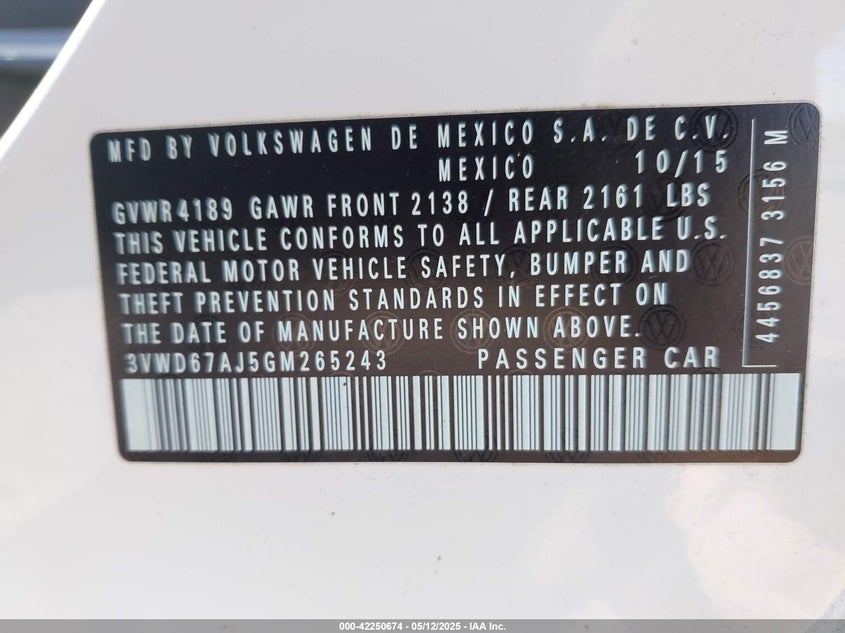 MFD BY VOLKSWAGEN DE MEXICO S.A. DE C.V.
MEXICO 10/15
GVWR 4189 GAWR FRONT 2138 / REAR 2161 LBS
THIS VEHICLE CONFORMS TO ALL APPLICABLE U.S.
FEDERAL MOTOR VEHICLE SAFETY, BUMPER AND
THEFT PREVENTION STANDARDS IN EFFECT ON
THE DATE OF MANUFACTURE SHOWN ABOVE.
3VWD67AJ5GM265243 PASSENGER CAR
4456837 3156 M
000-42250674 - 05/12/2025 - IAA Inc.